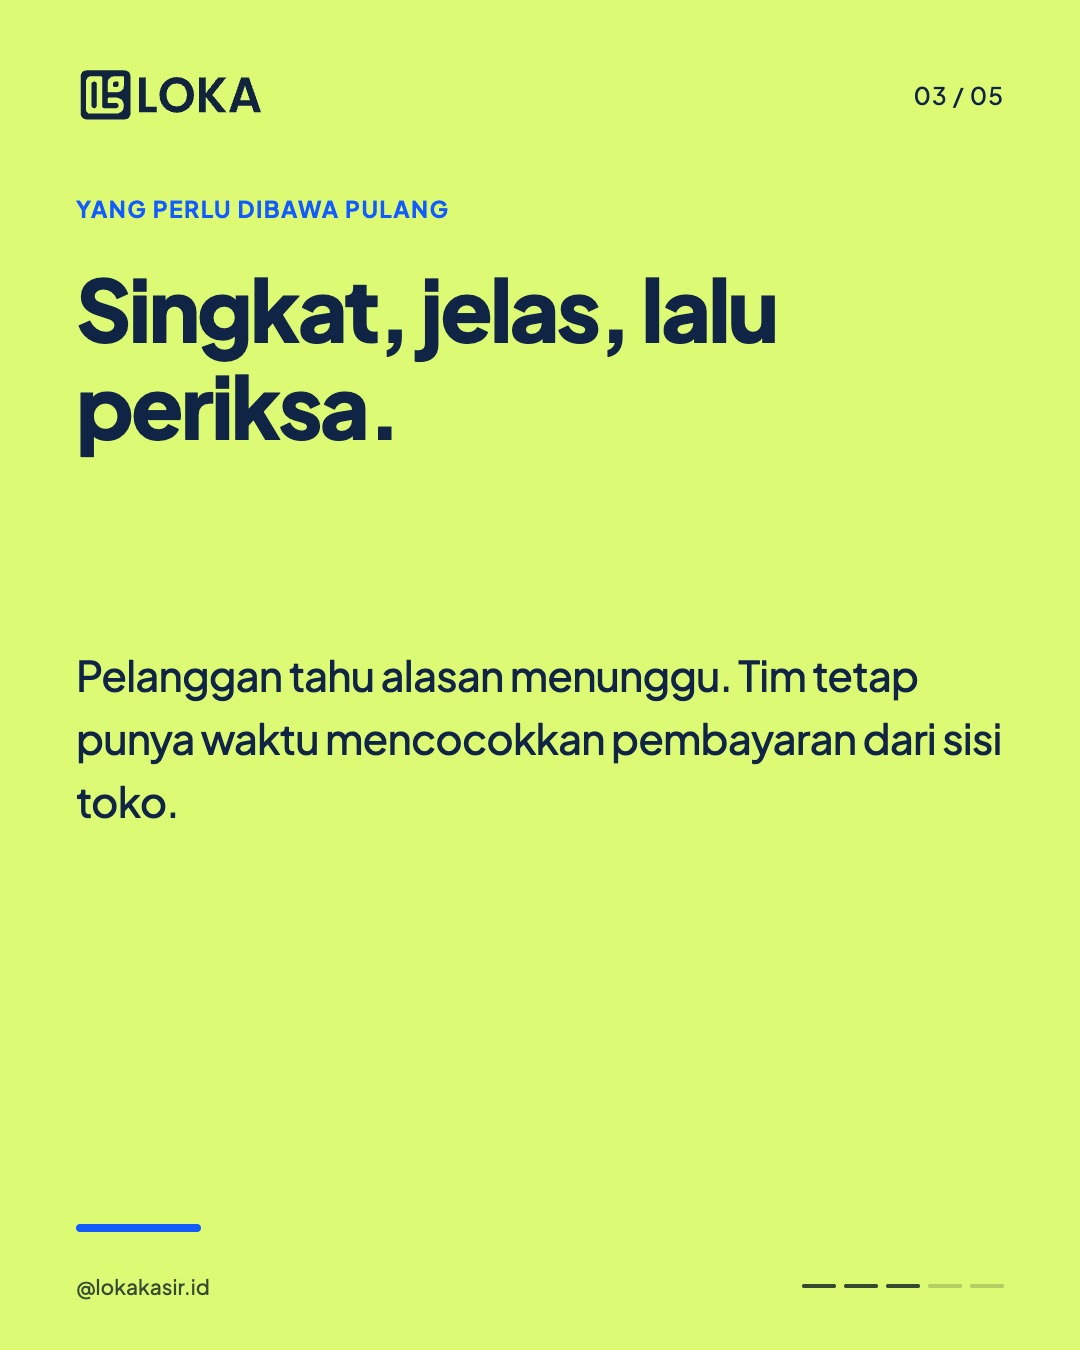 LOKA
03 / 05
YANG PERLU DIBAWA PULANG
Singkat, jelas, lalu
periksa.
Pelanggan tahu alasan menunggu. Tim tetap
punya waktu mencocokkan pembayaran dari sisi
toko.
@lokakasir.id